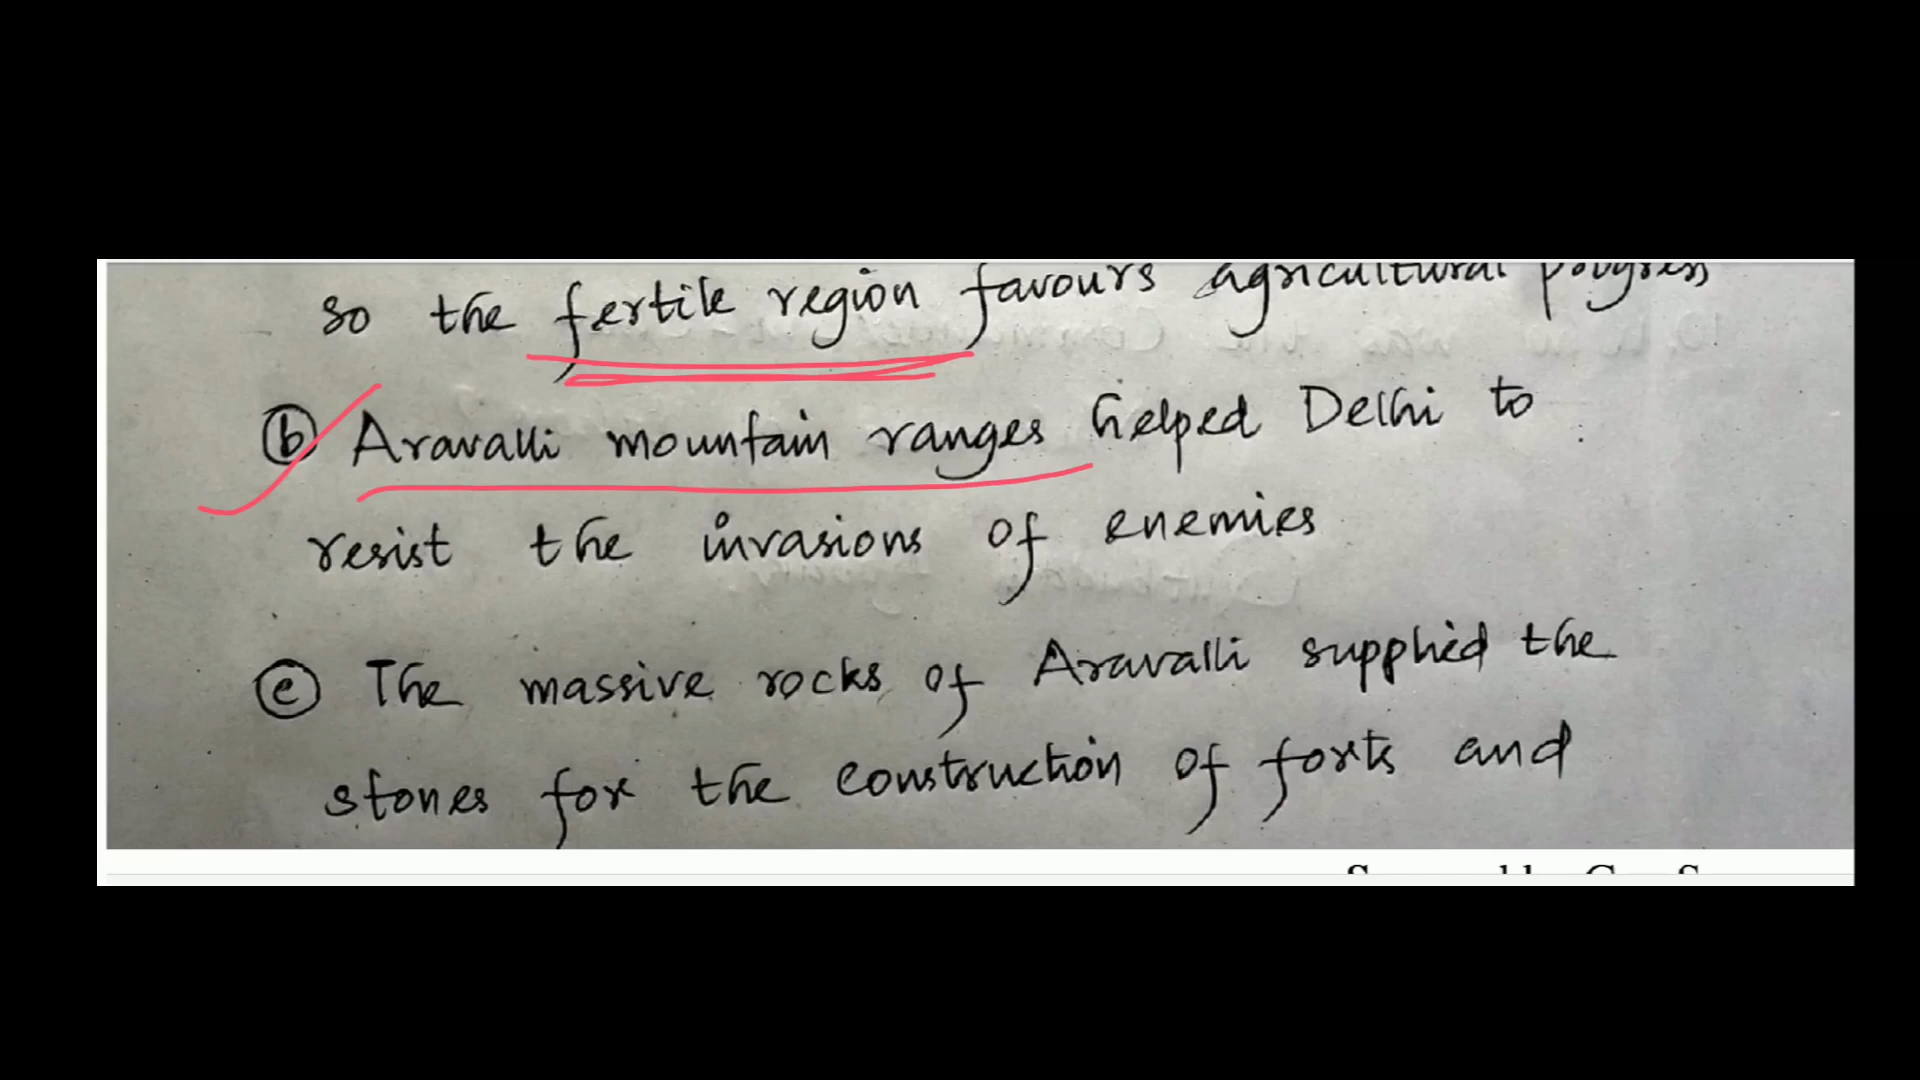 so the fertile region favours agricultural progress
ⓑ Aravalli mountain ranges helped Delhi to
resist the invasions of enemies
ⓒ The massive rocks of Aravalli supplied the
stones for the construction of forts and